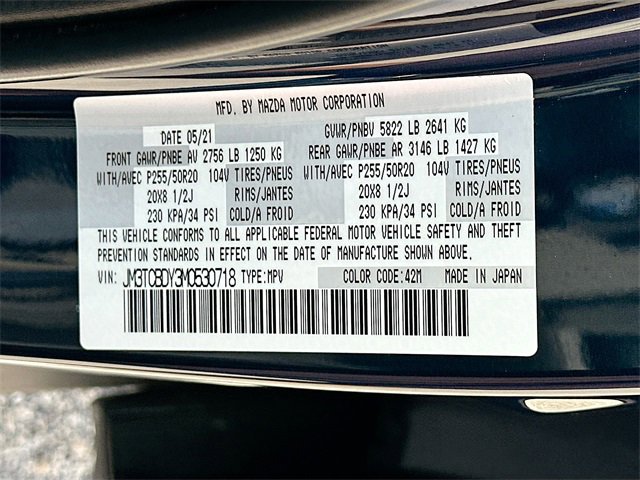 MFD. BY MAZDA MOTOR CORPORATION
DATE 05/21 GVWR/PNBV 5822 LB 2641 KG
FRONT GAWR/PNBE AV 2756 LB 1250 KG REAR GAWR/PNBE AR 3146 LB 1427 KG
WITH/AVEC P255/50R20 104V TIRES/PNEUS WITH/AVEC P255/50R20 104V TIRES/PNEUS
20X8 1/2J RIMS/JANTES 20X8 1/2J RIMS/JANTES
230 KPA/34 PSI COLD/A FROID 230 KPA/34 PSI COLD/A FROID
THIS VEHICLE CONFORMS TO ALL APPLICABLE FEDERAL MOTOR VEHICLE SAFETY AND THEFT
PREVENTION STANDARDS IN EFFECT ON THE DATE OF MANUFACTURE SHOWN ABOVE.
VIN: JM3TCBDY3M0530718 TYPE:MPV COLOR CODE:42M MADE IN JAPAN